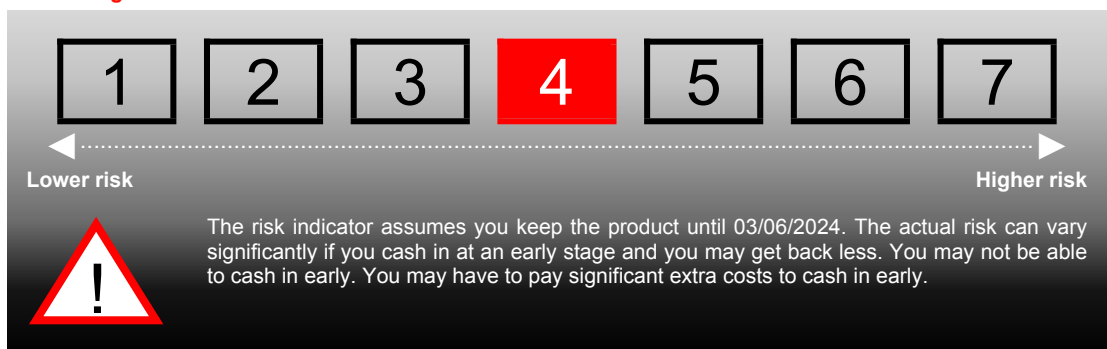 1 2 3 4 5 6 7
Lower risk Higher risk
The risk indicator assumes you keep the product until 03/06/2024. The actual risk can vary
significantly if you cash in at an early stage and you may get back less. You may not be able
to cash in early. You may have to pay significant extra costs to cash in early.
!